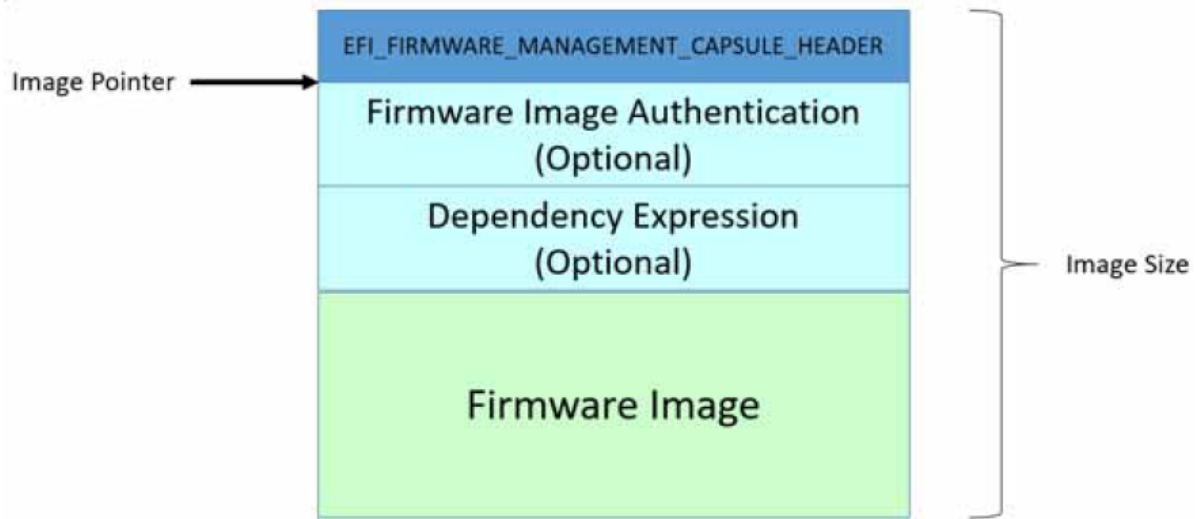 EFI_FIRMWARE_MANAGEMENT_CAPSULE_HEADER
Image Pointer
Firmware Image Authentication
(Optional)
Dependency Expression
(Optional)
Image Size
Firmware Image